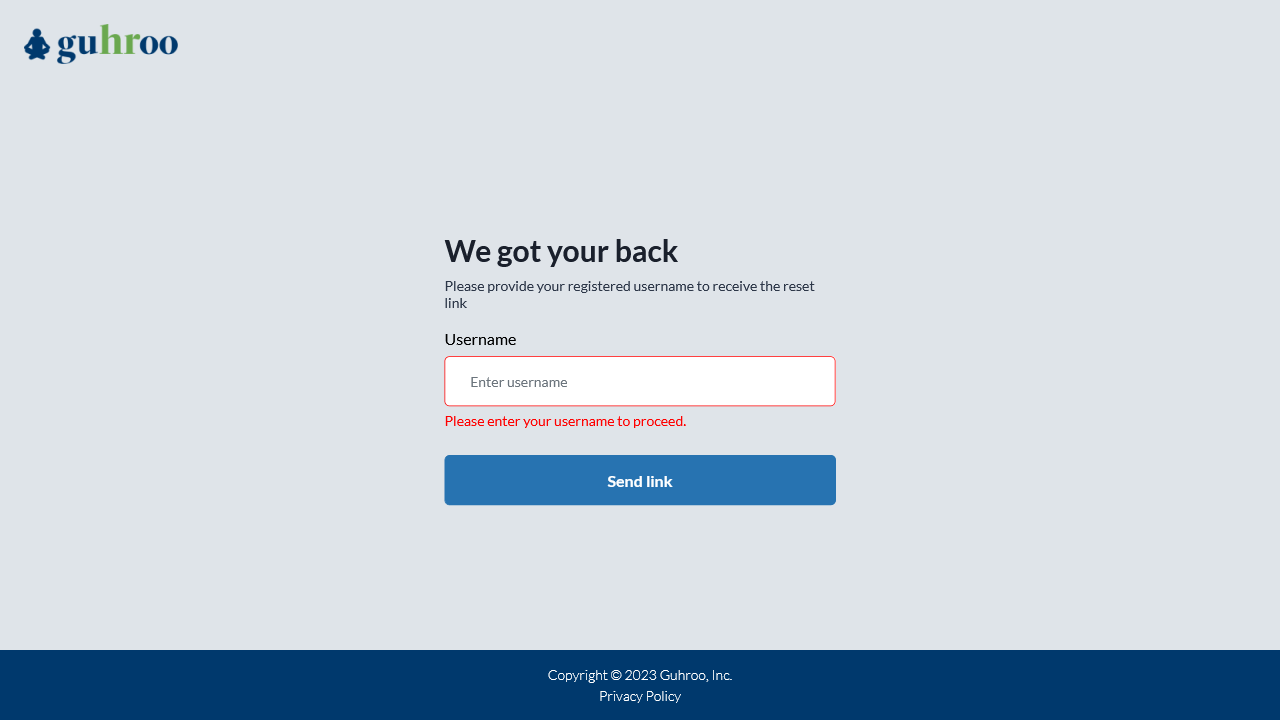 guhroo
We got your back
Please provide your registered username to receive the reset
link
Username
Enter username
Please enter your username to proceed.
Send link
Copyright © 2023 Guhroo, Inc.
Privacy Policy